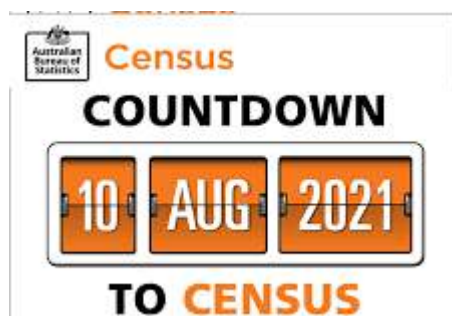 Australian
Bureau of
Statistics
Census
COUNTDOWN
10 AUG 2021
TO CENSUS